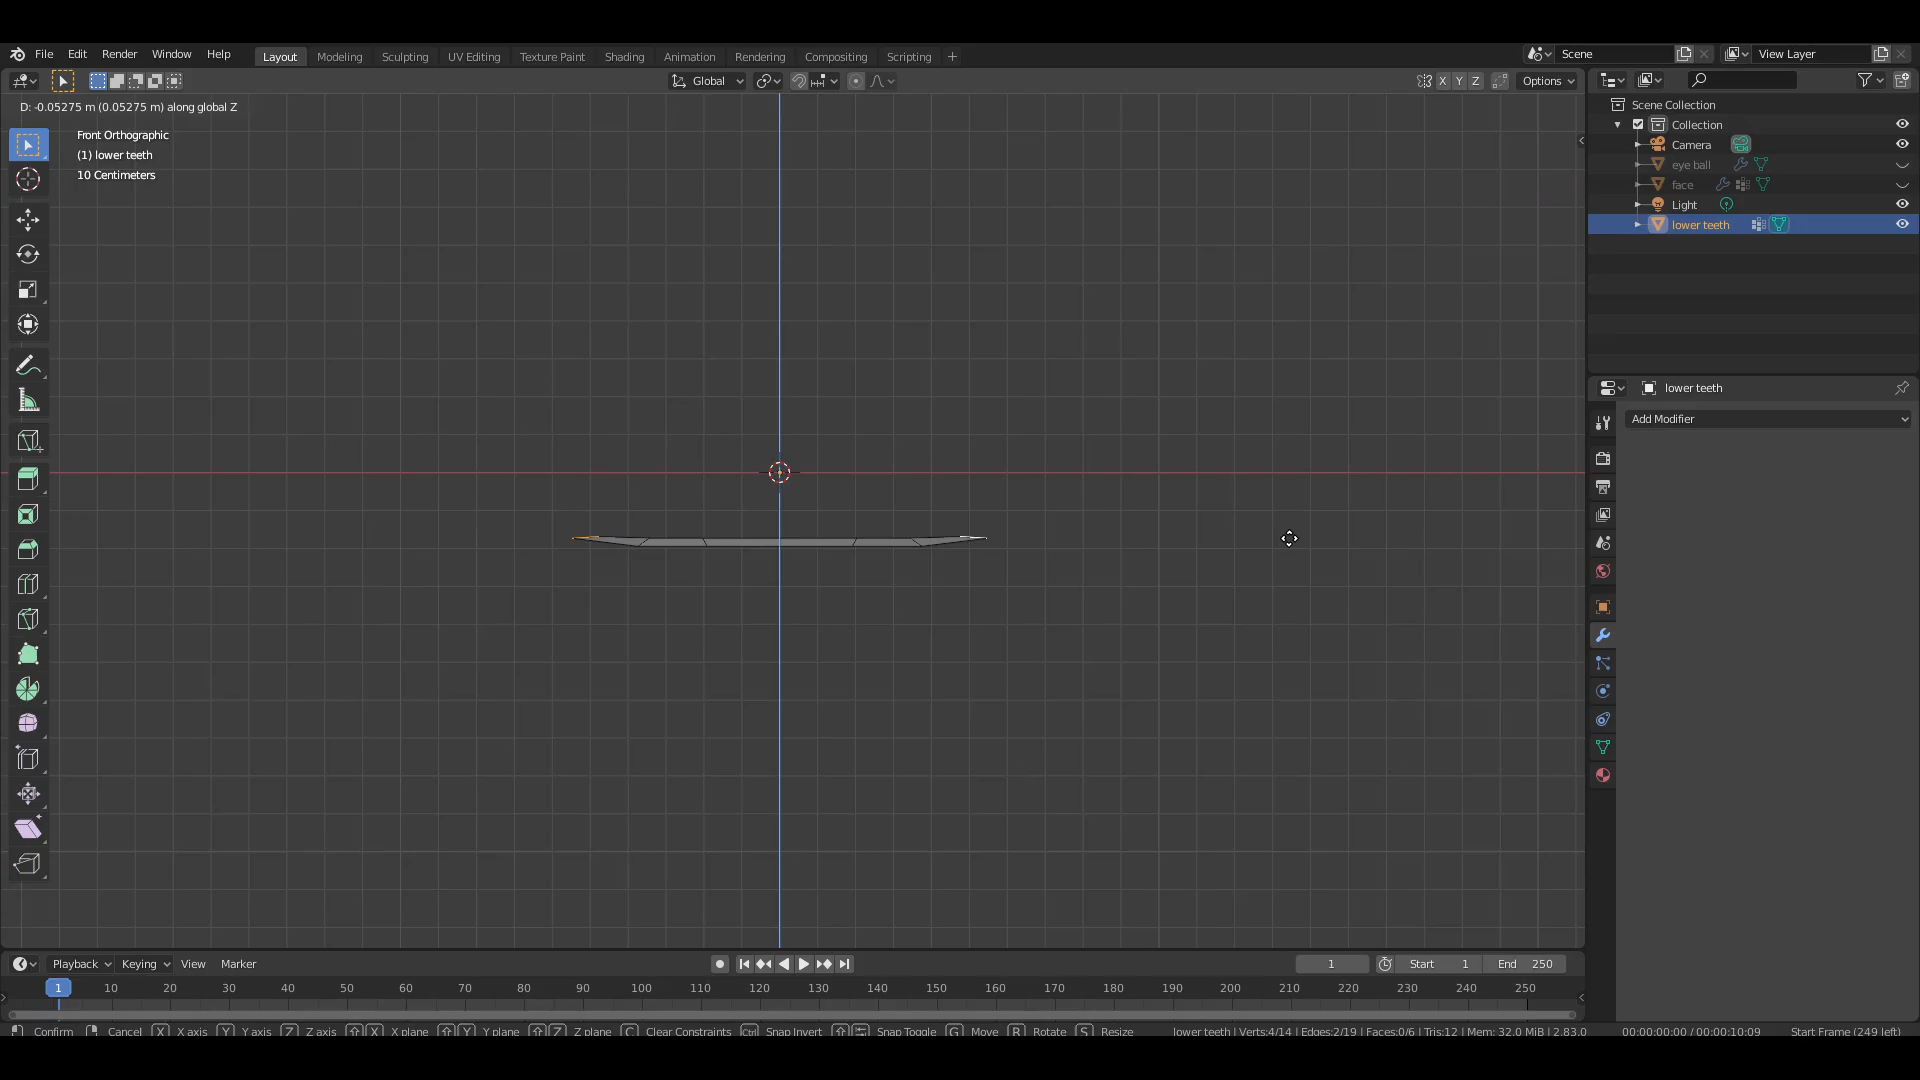 File Edit Render Window Help Layout Modeling Sculpting UV Editing Texture Paint Shading Animation Rendering Compositing Scripting + Scene View Layer
Global X Y Z Options
D: -0.05275 m (0.05275 m) along global Z
Front Orthographic
(1) lower teeth
10 Centimeters
Scene Collection
Collection
Camera
eye ball
face
Light
lower teeth
lower teeth
Add Modifier
Playback Keying View Marker 1 Start 1 End 250
1 10 20 30 40 50 60 70 80 90 100 110 120 130 140 150 160 170 180 190 200 210 220 230 240 250
Confirm Cancel X X axis Y Y axis Z Z axis X X plane Y Y plane Z Z plane C Clear Constraints Ctrl Snap Invert Snap Toggle G Move R Rotate S Resize lower teeth | Verts:4/14 | Edges:2/19 | Faces:0/6 | Tris:12 | Mem: 32.0 MiB | 2.83.0 00:00:00:00 / 00:00:10:09 Start Frame (249 left)